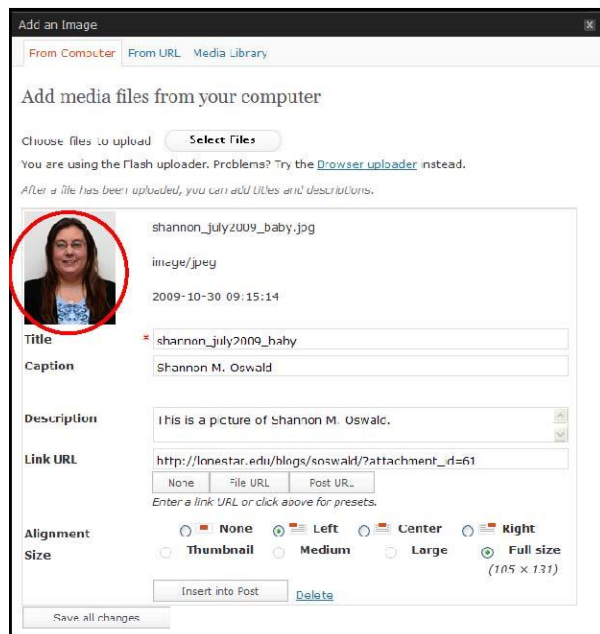 Add an Image
From Computer From URL Media Library
Add media files from your computer
Choose files to upload Select Files
You are using the Flash uploader. Problems? Try the Browser uploader instead.
After a file has been uploaded, you can add titles and descriptions.
shannon_july2009_baby.jpg
image/jpeg
2009-10-30 09:15:14
Title * shannon_july2009_baby
Caption Shannon M. Oswald
Description This is a picture of Shannon M. Oswald.
Link URL http://lonestar.edu/blogs/soswald/?attachment_id=61
None File URL Post URL
Enter a link URL or click above for presets.
Alignment None Left Center Right
Size Thumbnail Medium Large Full size
(105 × 131)
Insert into Post Delete
Save all changes